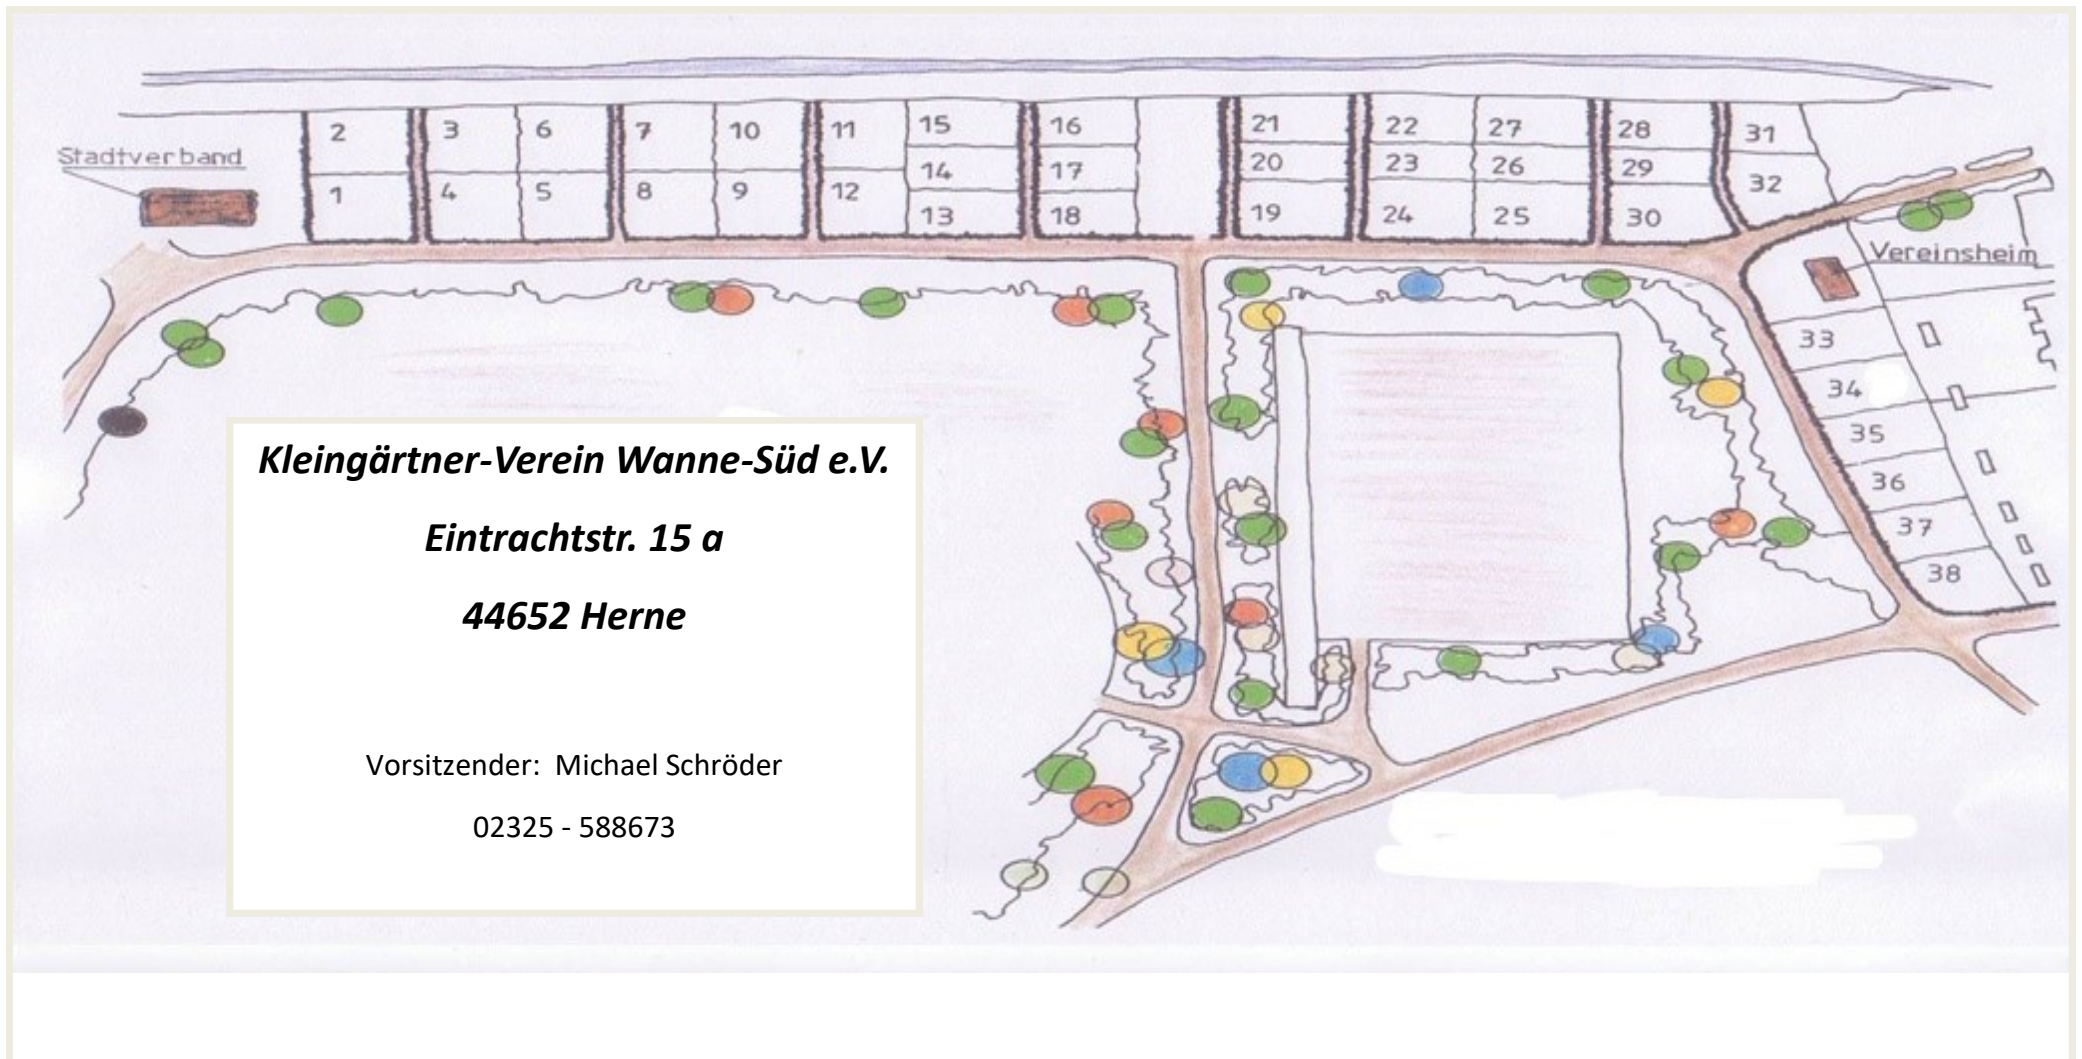 2 3 6 7 10 11 15 16 21 22 27 28 31
14 17 20 23 26 29 32
1 4 5 8 9 12 13 18 19 24 25 30
Stadtverband
Vereinsheim
33
34
35
36
37
38
Kleingärtner-Verein Wanne-Süd e.V.
Eintrachtstr. 15 a
44652 Herne
Vorsitzender: Michael Schröder
02325 - 588673